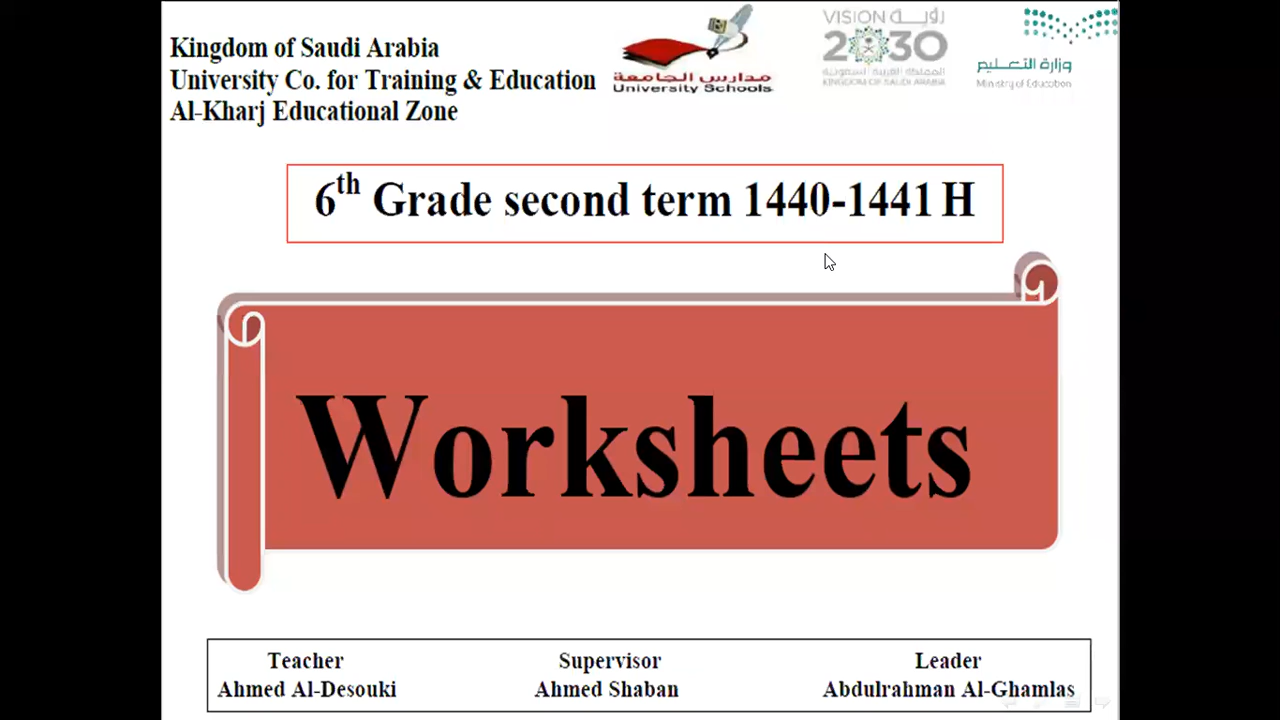 Kingdom of Saudi Arabia
University Co. for Training & Education
Al-Kharj Educational Zone
مدارس الجامعة
University Schools
VISION رؤيــة
2030
المملكة العربية السعودية
KINGDOM OF SAUDI ARABIA
وزارة التعـليم
Ministry of Education
6th Grade second term 1440-1441 H
Worksheets
Teacher Supervisor Leader
Ahmed Al-Desouki Ahmed Shaban Abdulrahman Al-Ghamlas